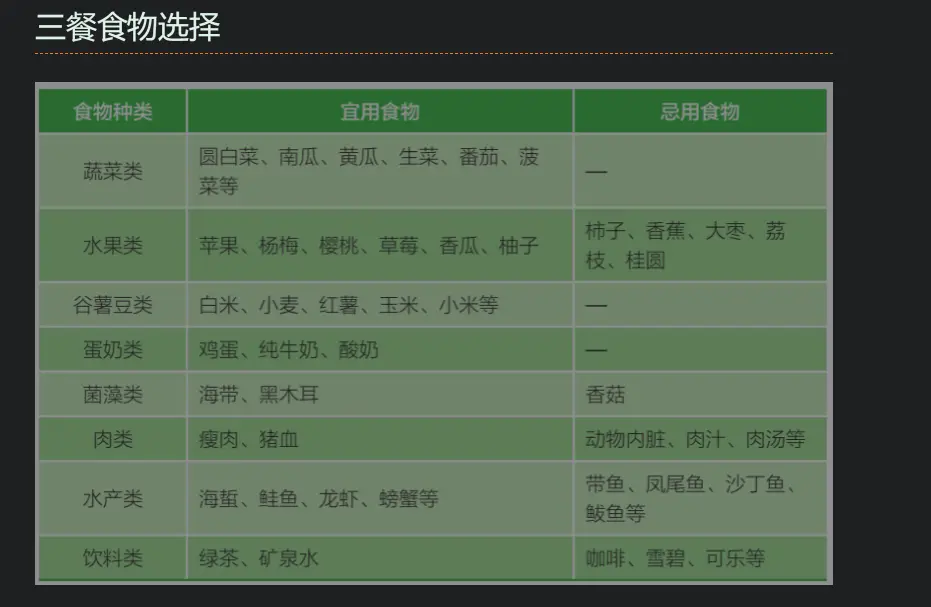 三餐食物选择
食物种类 宜用食物 忌用食物
蔬菜类 圆白菜、南瓜、黄瓜、生菜、番茄、菠
菜等 —
水果类 苹果、杨梅、樱桃、草莓、香瓜、柚子 柿子、香蕉、大枣、荔
枝、桂圆
谷薯豆类 白米、小麦、红薯、玉米、小米等 —
蛋奶类 鸡蛋、纯牛奶、酸奶 —
菌藻类 海带、黑木耳 香菇
肉类 瘦肉、猪血 动物内脏、肉汁、肉汤等
水产类 海蜇、鲑鱼、龙虾、螃蟹等 带鱼、凤尾鱼、沙丁鱼、
鲅鱼等
饮料类 绿茶、矿泉水 咖啡、雪碧、可乐等